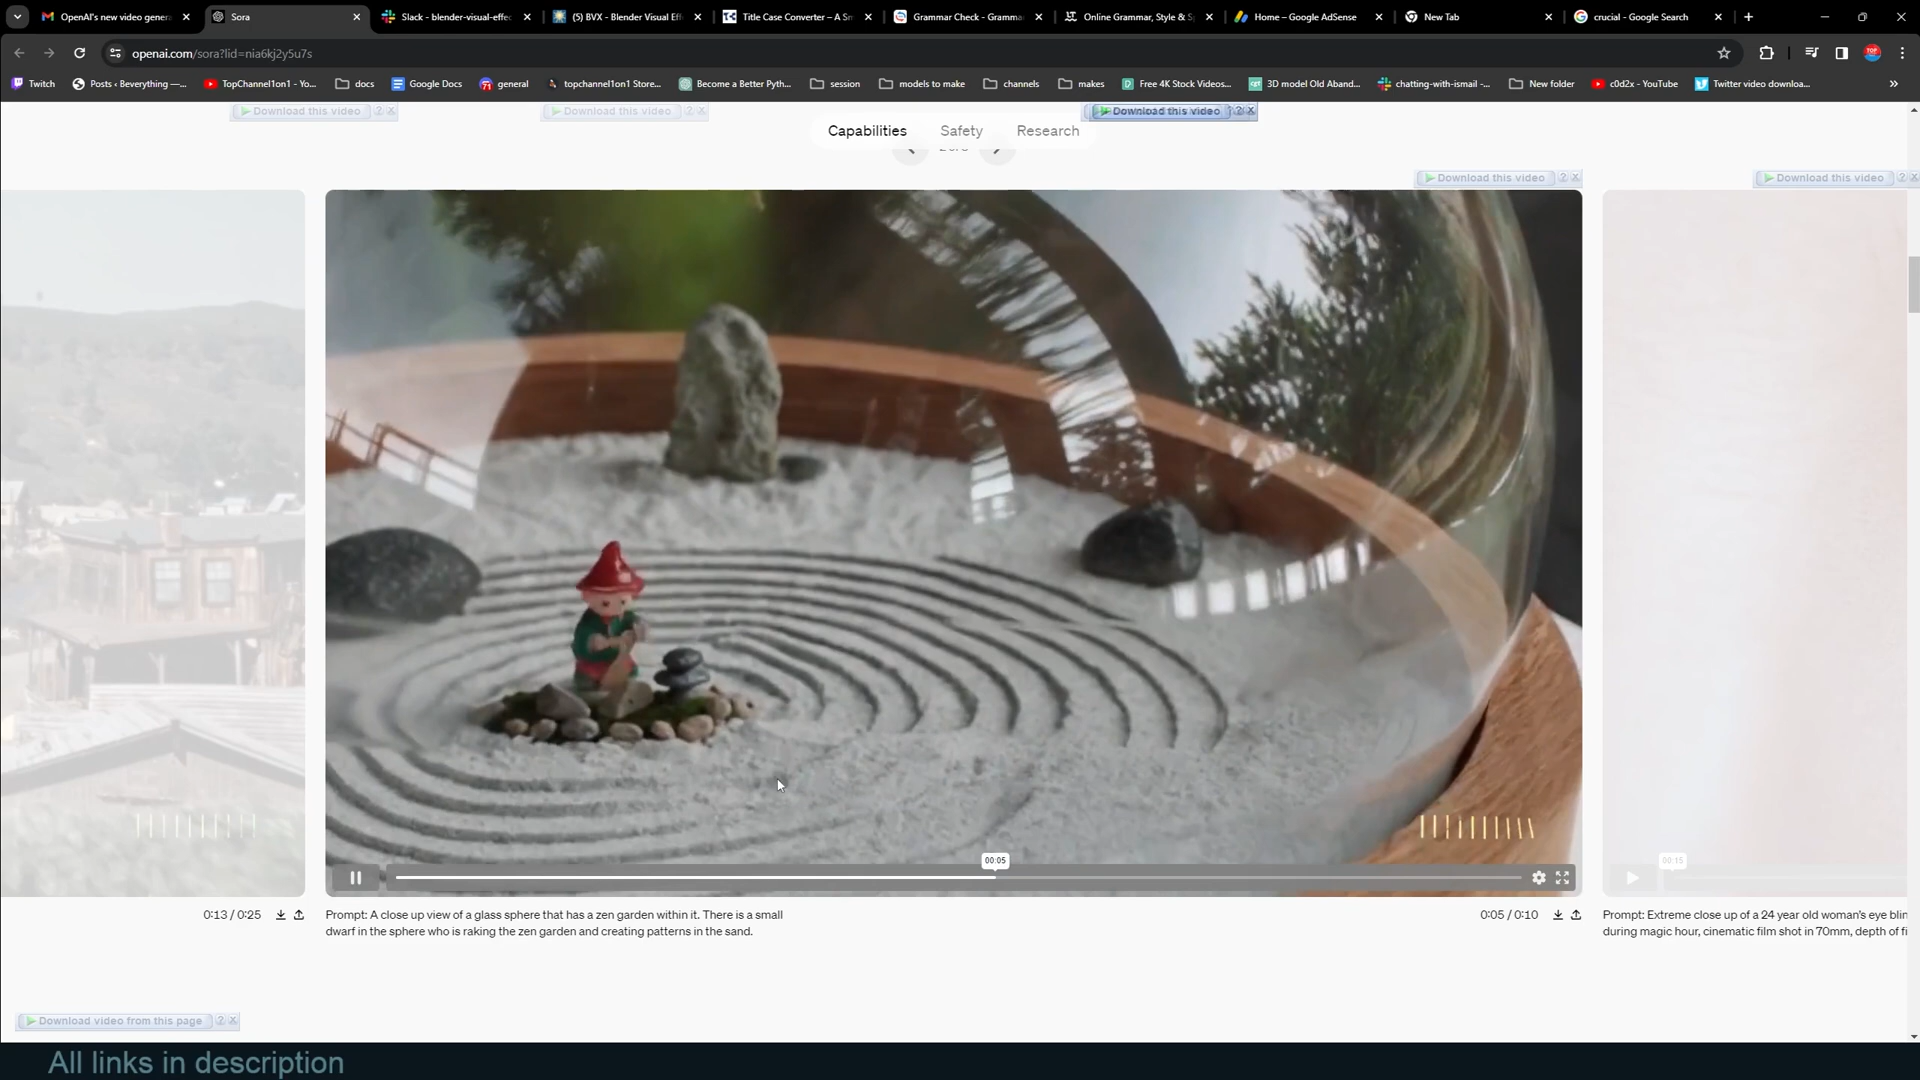 OpenAI's new video genera
Sora
Slack - blender-visual-effec
(5) BVX - Blender Visual Eff
Title Case Converter – A Sm
Grammar Check - Gramma
Online Grammar, Style & S
Home – Google AdSense
New Tab
crucial - Google Search
openai.com/sora?lid=nia6kj2y5u7s
Twitch
Posts ‹ Beverything —...
TopChannel1on1 - Yo...
docs
Google Docs
general
topchannel1on1 Store...
Become a Better Pyth...
session
models to make
channels
makes
Free 4K Stock Videos...
3D model Old Aband...
chatting-with-ismail -...
New folder
c0d2x - YouTube
Twitter video downloa...
Download this video
Download this video
Download this video
Capabilities
Safety
Research
Download this video
Download this video
00:05
00:15
0:13 / 0:25
Prompt: A close up view of a glass sphere that has a zen garden within it. There is a small
dwarf in the sphere who is raking the zen garden and creating patterns in the sand.
0:05 / 0:10
Prompt: Extreme close up of a 24 year old woman's eye blin
during magic hour, cinematic film shot in 70mm, depth of fi
Download video from this page
All links in description